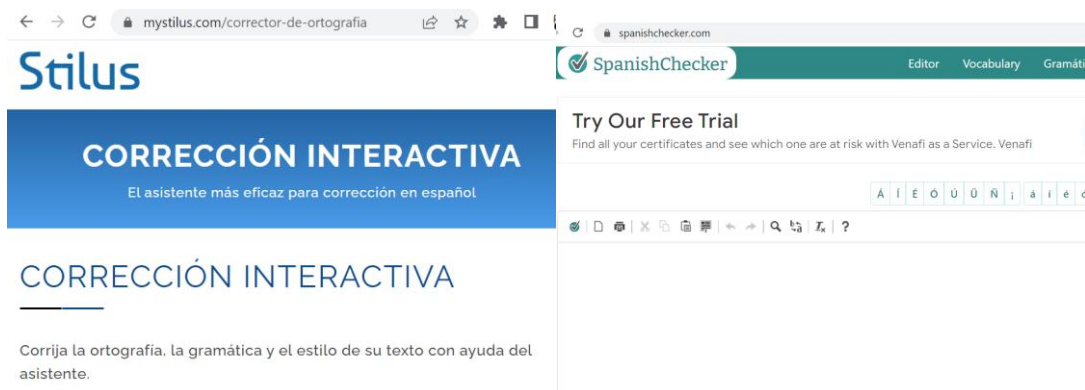 mystilus.com/corrector-de-ortografia
Stilus
CORRECCIÓN INTERACTIVA
El asistente más eficaz para corrección en español
CORRECCIÓN INTERACTIVA
Corrija la ortografía, la gramática y el estilo de su texto con ayuda del
asistente.
spanishchecker.com
SpanishChecker
Editor Vocabulary Gramáti
Try Our Free Trial
Find all your certificates and see which one are at risk with Venafi as a Service. Venafi
Á Í É Ó Ú Ü Ñ ¡ á í é ó
?